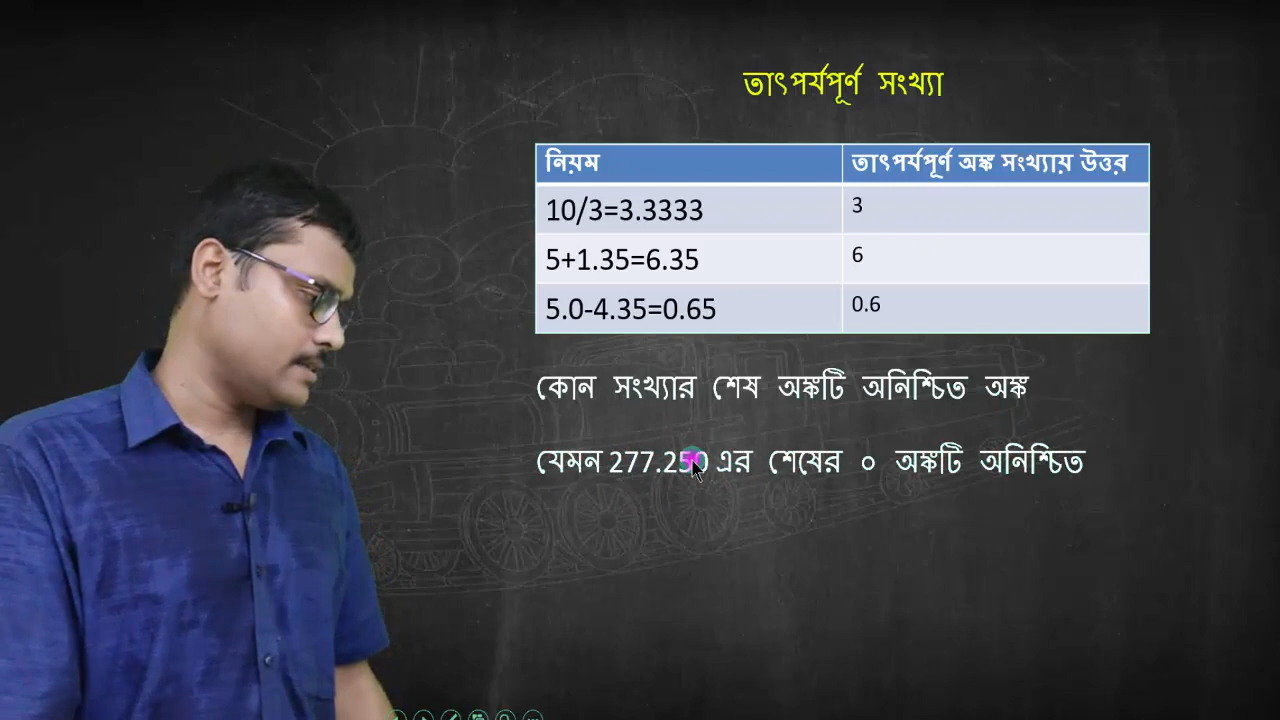 তাৎপর্যপূর্ণ সংখ্যা
নিয়ম তাৎপর্যপূর্ণ অঙ্ক সংখ্যায় উত্তর
10/3=3.3333 3
5+1.35=6.35 6
5.0-4.35=0.65 0.6
কোন সংখ্যার শেষ অঙ্কটি অনিশ্চিত অঙ্ক
যেমন 277.250 এর শেষের ০ অঙ্কটি অনিশ্চিত